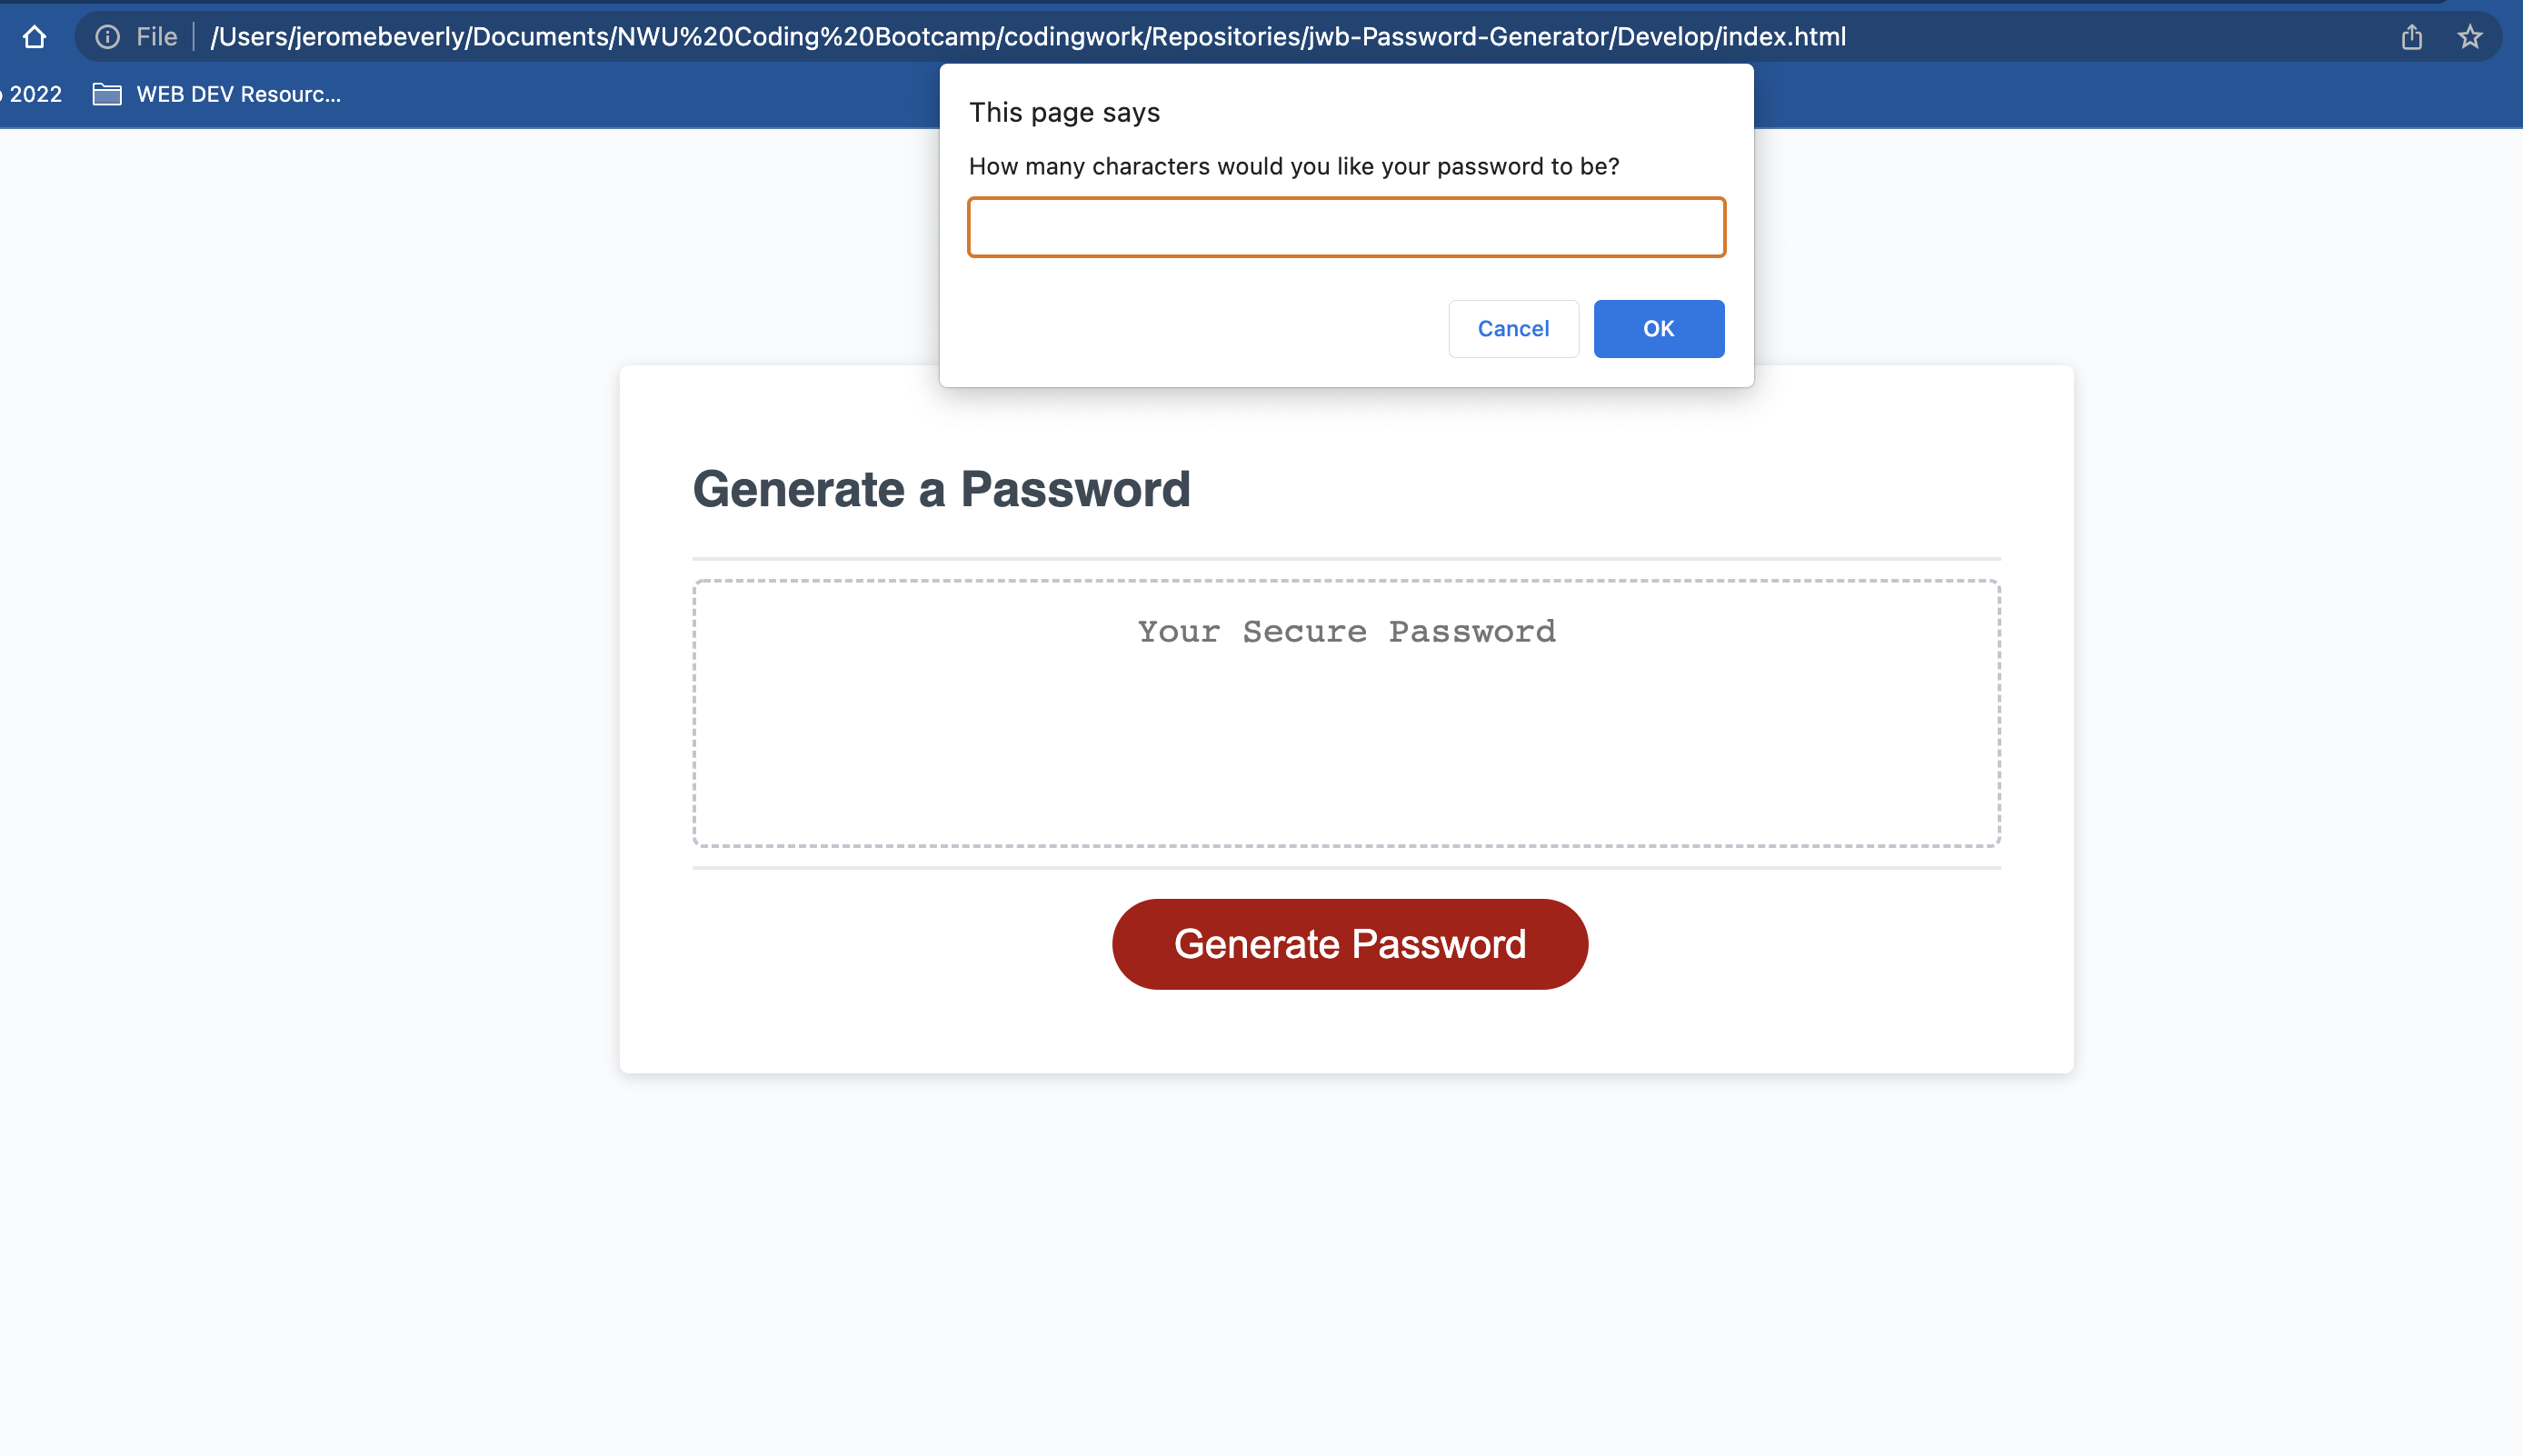 File /Users/jeromebeverly/Documents/NWU%20Coding%20Bootcamp/codingwork/Repositories/jwb-Password-Generator/Develop/index.html
2022 WEB DEV Resourc...
This page says
How many characters would you like your password to be?
Cancel OK
Generate a Password
Your Secure Password
Generate Password